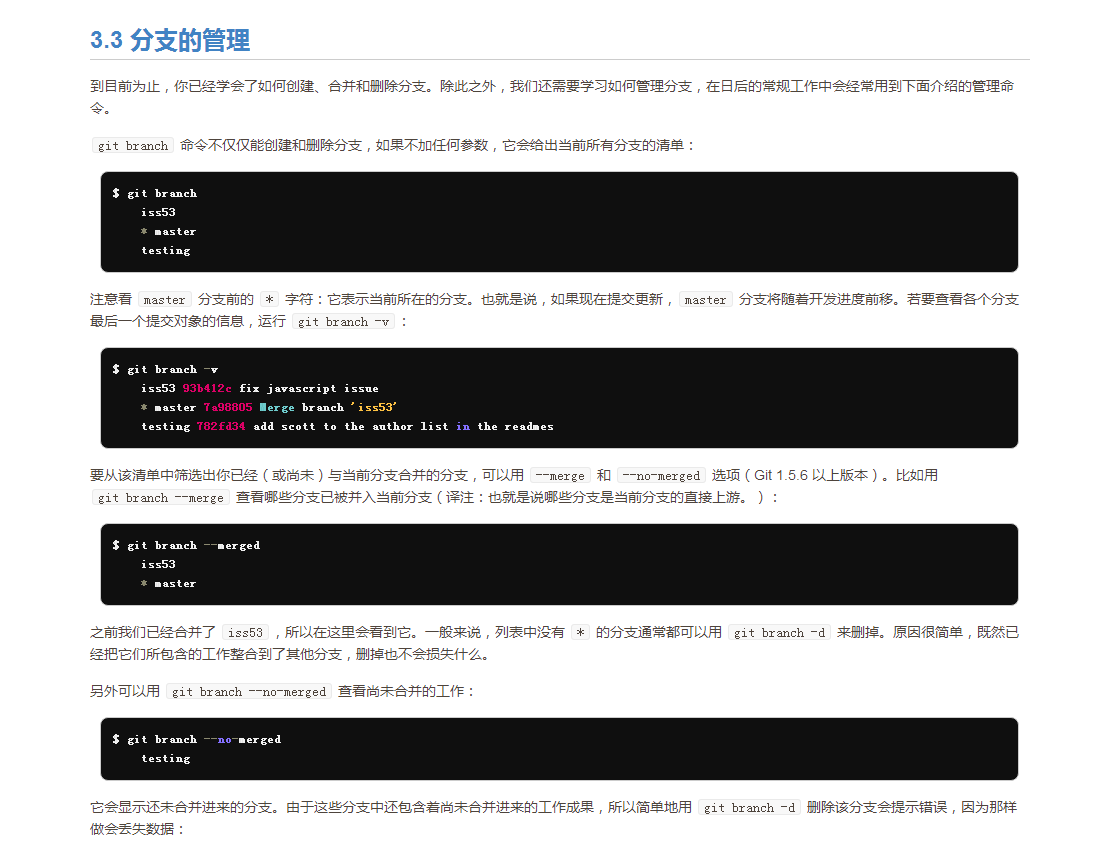 3.3 分支的管理
到目前为止，你已经学会了如何创建、合并和删除分支。除此之外，我们还需要学习如何管理分支，在日后的常规工作中会经常用到下面介绍的管理命
令。
git branch 命令不仅仅能创建和删除分支，如果不加任何参数，它会给出当前所有分支的清单：
$ git branch
iss53
* master
testing
注意看 master 分支前的 * 字符：它表示当前所在的分支。也就是说，如果现在提交更新， master 分支将随着开发进度前移。若要查看各个分支
最后一个提交对象的信息，运行 git branch -v ：
$ git branch -v
iss53 93b412c fix javascript issue
* master 7a98805 Merge branch 'iss53'
testing 782fd34 add scott to the author list in the readmes
要从该清单中筛选出你已经（或尚未）与当前分支合并的分支，可以用 --merge 和 --no-merged 选项（Git 1.5.6 以上版本）。比如用
git branch --merge 查看哪些分支已被并入当前分支（译注：也就是说哪些分支是当前分支的直接上游。）：
$ git branch --merged
iss53
* master
之前我们已经合并了 iss53 ，所以在这里会看到它。一般来说，列表中没有 * 的分支通常都可以用 git branch -d 来删掉。原因很简单，既然已
经把它们所包含的工作整合到了其他分支，删掉也不会损失什么。
另外可以用 git branch --no-merged 查看尚未合并的工作：
$ git branch --no-merged
testing
它会显示还未合并进来的分支。由于这些分支中还包含着尚未合并进来的工作成果，所以简单地用 git branch -d 删除该分支会提示错误，因为那样
做会丢失数据：